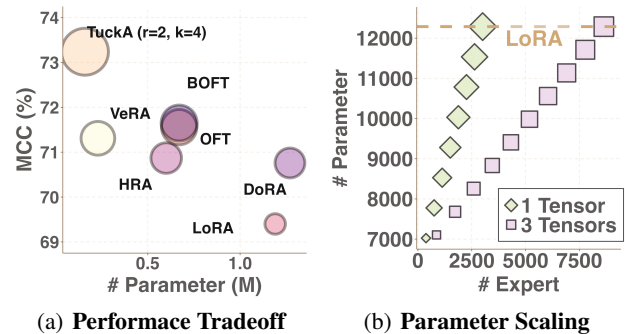 74
73
72
71
70
69
MCC (%)
TuckA (r=2, k=4)
BOFT
VeRA
OFT
HRA
DoRA
LoRA
0.5
1.0
# Parameter (M)
(a) Performace Tradeoff
12000
11000
10000
9000
8000
7000
# Parameter
LoRA
1 Tensor
3 Tensors
0
2500
5000
7500
# Expert
(b) Parameter Scaling